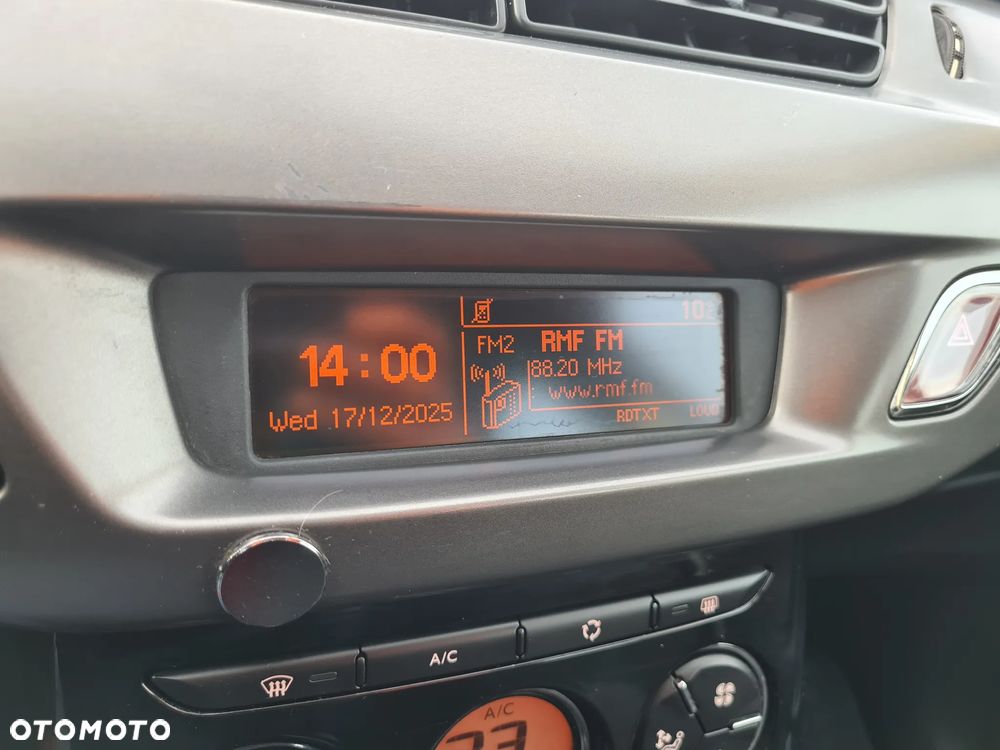 10°C
14:00
Wed 17/12/2025
FM2 RMF FM
88.20 MHz
www.rmf.fm
RDTXT LOUD
A/C
A/C
OTOMOTO